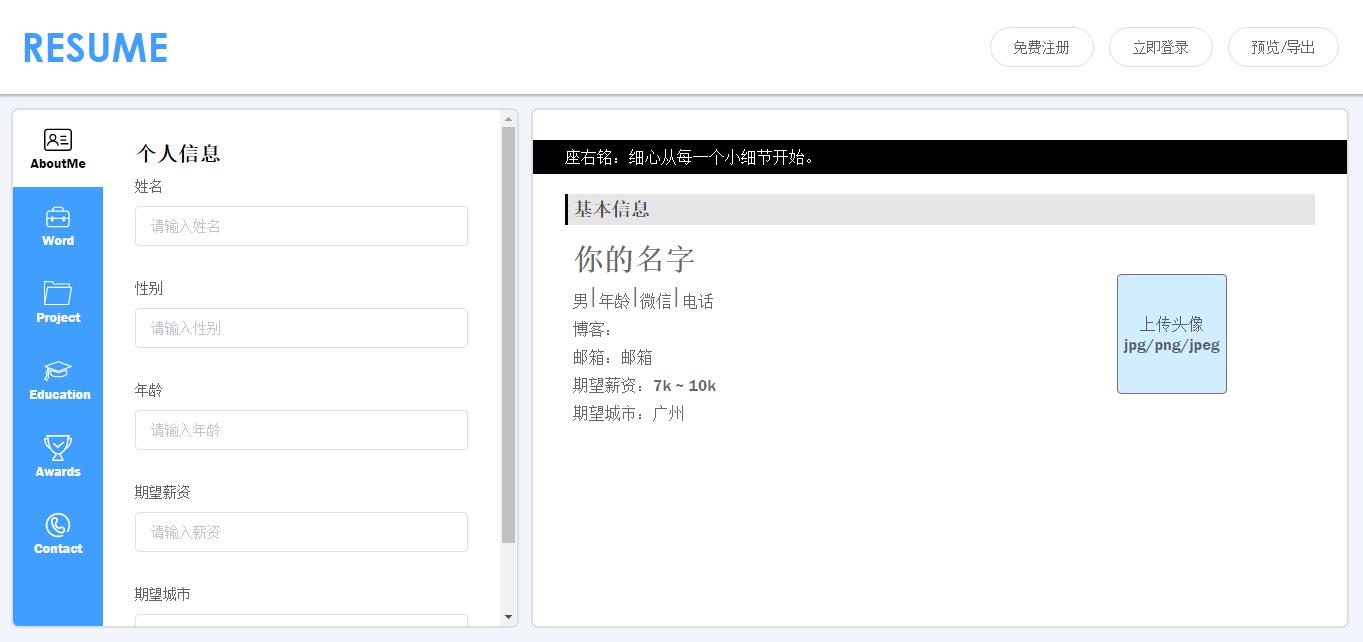 RESUME
免费注册
立即登录
预览/导出
AboutMe
Word
Project
Education
Awards
Contact
个人信息
姓名
请输入姓名
性别
请输入性别
年龄
请输入年龄
期望薪资
请输入薪资
期望城市
座右铭：细心从每一个小细节开始。
基本信息
你的名字
男|年龄|微信|电话
博客：
邮箱：邮箱
期望薪资：7k ~ 10k
期望城市：广州
上传头像
jpg/png/jpeg